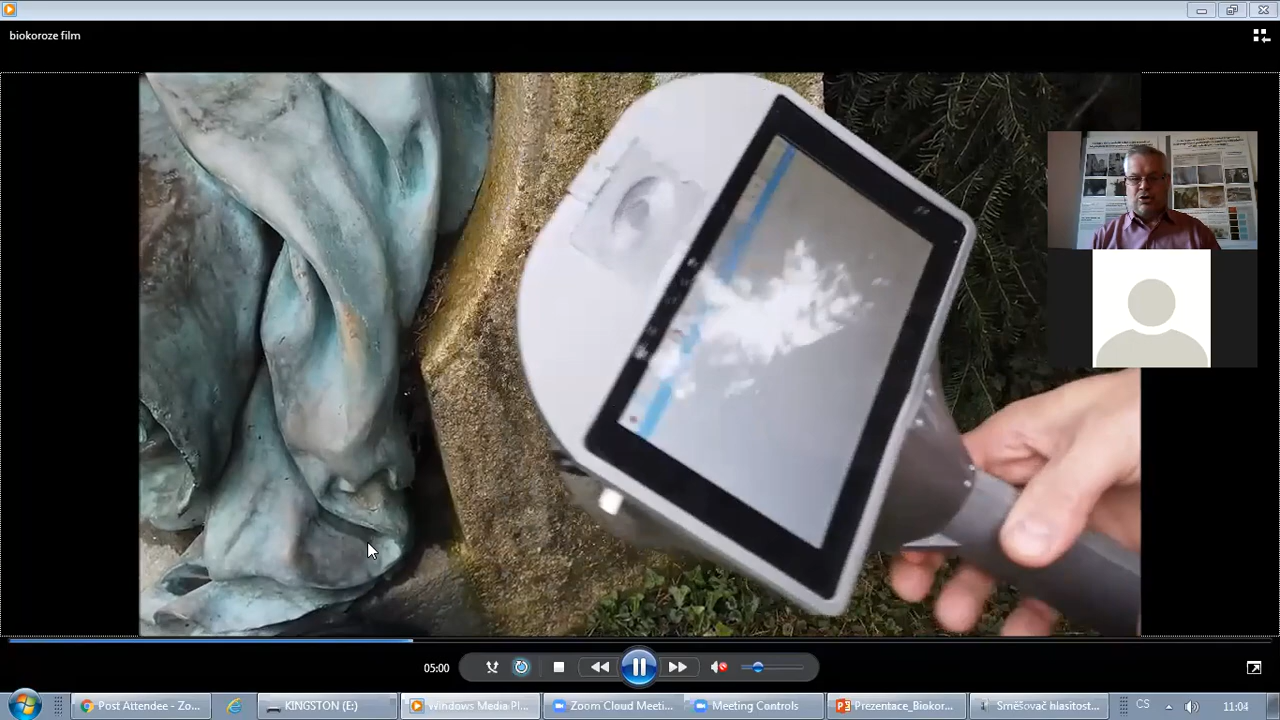 biokoroze film
05:00
Post Attendee - Zo...
KINGSTON (E:)
Windows Media Pl...
Zoom Cloud Meeti...
Meeting Controls
Prezentace_Biokor...
Směšovač hlasitost...
CS
11:04